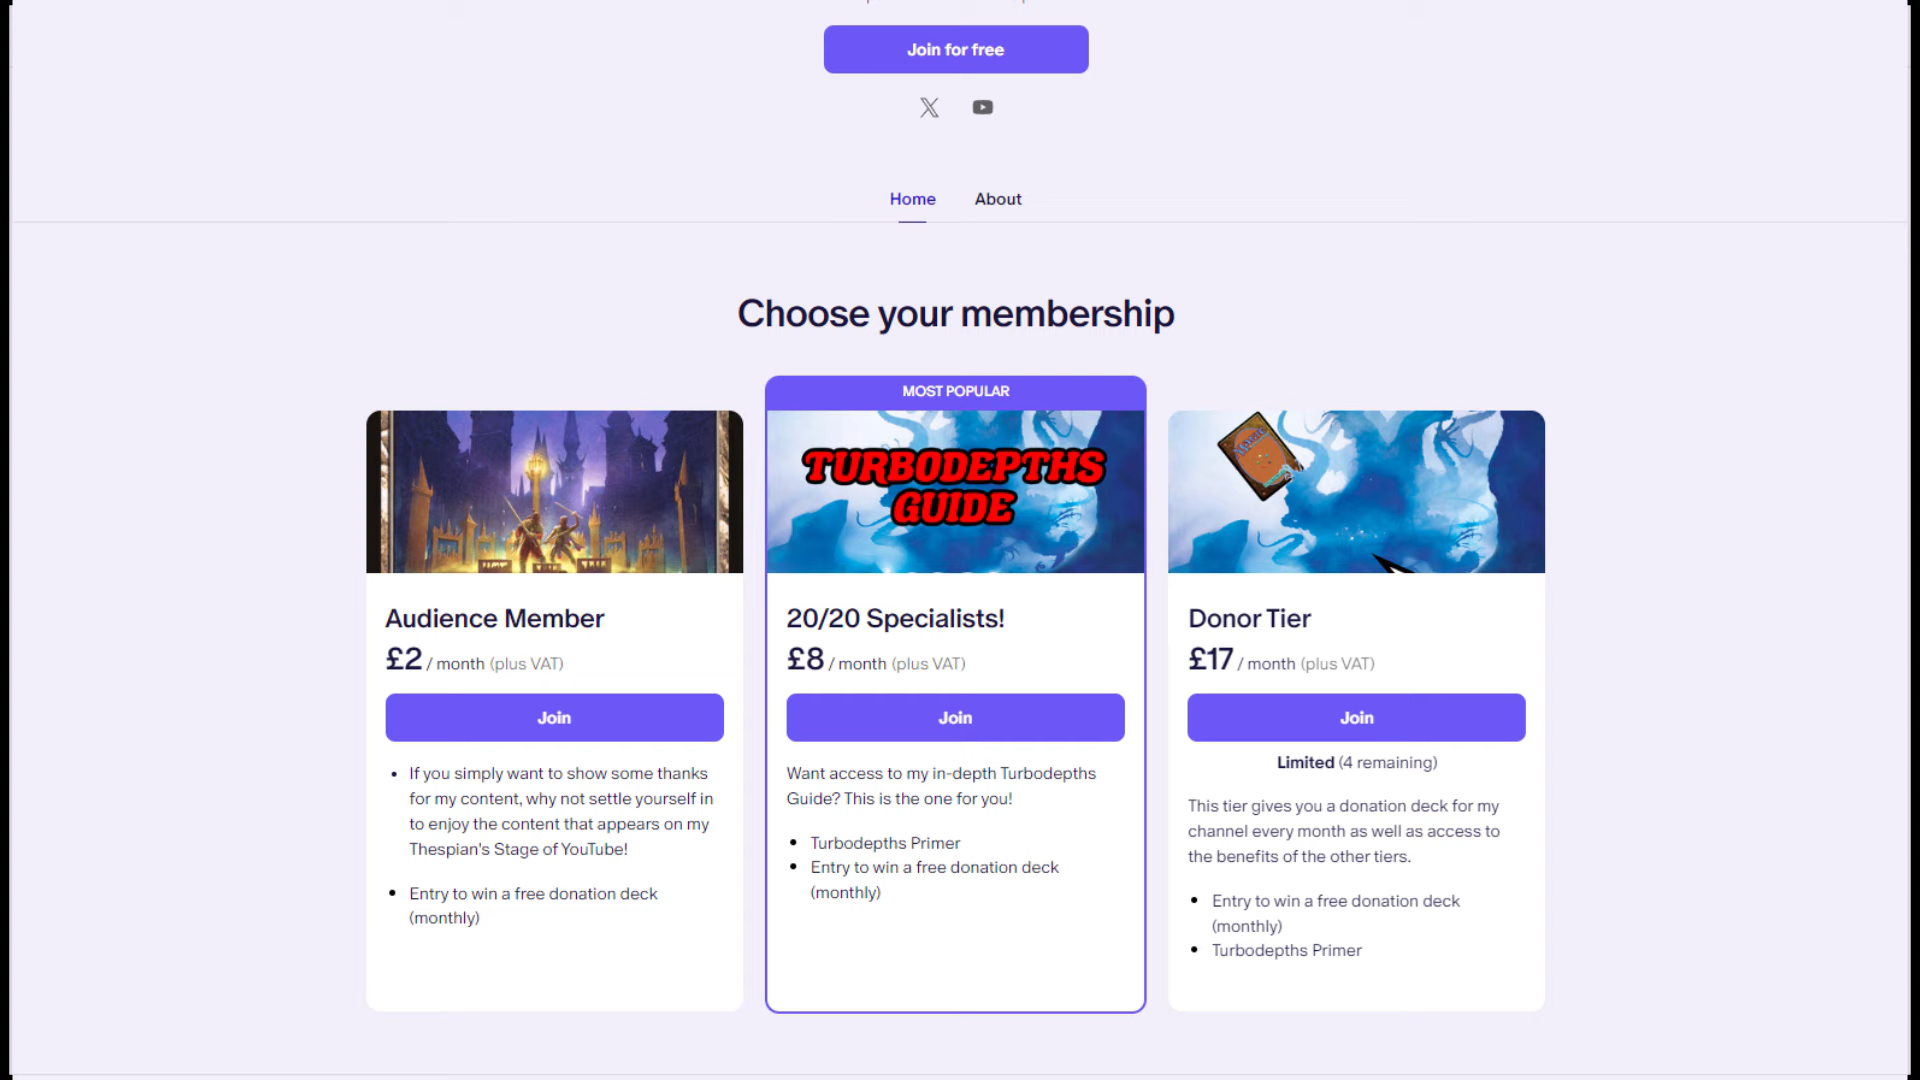 Join for free
Home About
Choose your membership
MOST POPULAR
TURBODEPTHS
GUIDE
Audience Member
£2 / month (plus VAT)
Join
• If you simply want to show some thanks
for my content, why not settle yourself in
to enjoy the content that appears on my
Thespian's Stage of YouTube!
• Entry to win a free donation deck
(monthly)
20/20 Specialists!
£8 / month (plus VAT)
Join
Want access to my in-depth Turbodepths
Guide? This is the one for you!
• Turbodepths Primer
• Entry to win a free donation deck
(monthly)
Donor Tier
£17 / month (plus VAT)
Join
Limited (4 remaining)
This tier gives you a donation deck for my
channel every month as well as access to
the benefits of the other tiers.
• Entry to win a free donation deck
(monthly)
• Turbodepths Primer